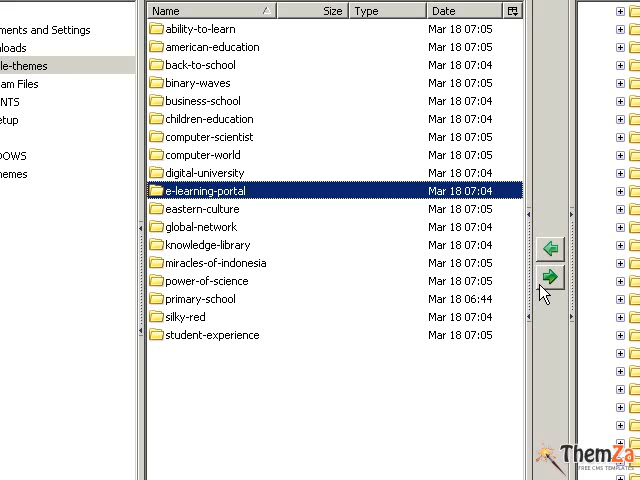 Name Size Type Date
ments and Settings
loads
le-themes
am Files
NTS
etup
DOWS
hemes
ability-to-learn Mar 18 07:05
american-education Mar 18 07:05
back-to-school Mar 18 07:04
binary-waves Mar 18 07:05
business-school Mar 18 07:04
children-education Mar 18 07:04
computer-scientist Mar 18 07:05
computer-world Mar 18 07:04
digital-university Mar 18 07:04
e-learning-portal Mar 18 07:04
eastern-culture Mar 18 07:05
global-network Mar 18 07:04
knowledge-library Mar 18 07:04
miracles-of-indonesia Mar 18 07:05
power-of-science Mar 18 07:05
primary-school Mar 18 06:44
silky-red Mar 18 07:04
student-experience Mar 18 07:05
ThemZa
FREE CMS TEMPLATES